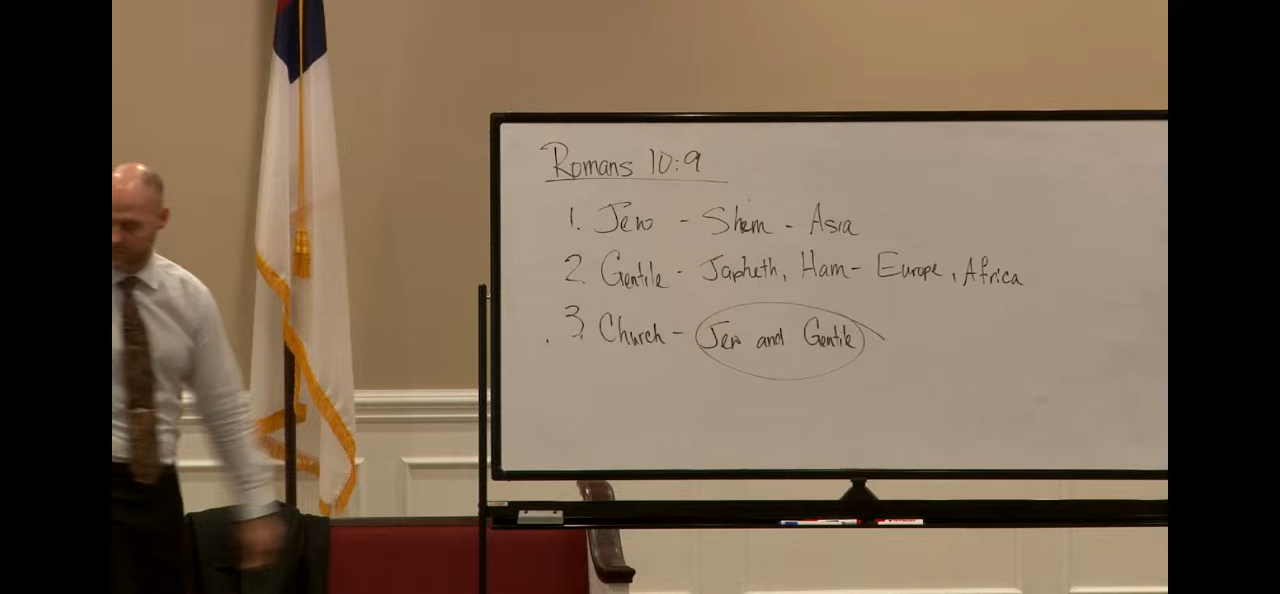 Romans 10:9
1. Jew - Shem - Asia
2. Gentile - Japheth, Ham - Europe, Africa
3. Church - Jew and Gentile